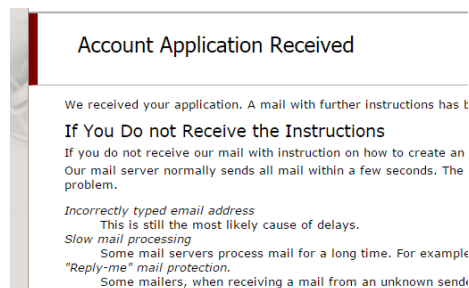 Account Application Received
We received your application. A mail with further instructions has b
If You Do not Receive the Instructions
If you do not receive our mail with instruction on how to create an
Our mail server normally sends all mail within a few seconds. The
problem.
Incorrectly typed email address
This is still the most likely cause of delays.
Slow mail processing
Some mail servers process mail for a long time. For example
"Reply-me" mail protection.
Some mailers, when receiving a mail from an unknown sende